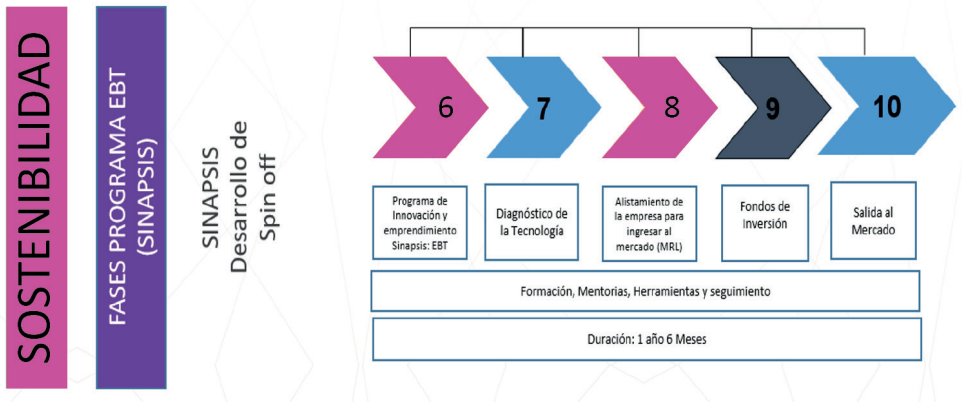 SOSTENIBILIDAD
FASES PROGRAMA EBT
(SINAPSIS)
SINAPSIS
Desarrollo de
Spin off
6
7
8
9
10
Programa de
Innovación y
emprendimiento
Sinapsis: EBT
Diagnóstico de
la Tecnología
Alistamiento de
la empresa para
ingresar al
mercado (MRL)
Fondos de
Inversión
Salida al
Mercado
Formación, Mentorias, Herramientas y seguimiento
Duración: 1 año 6 Meses